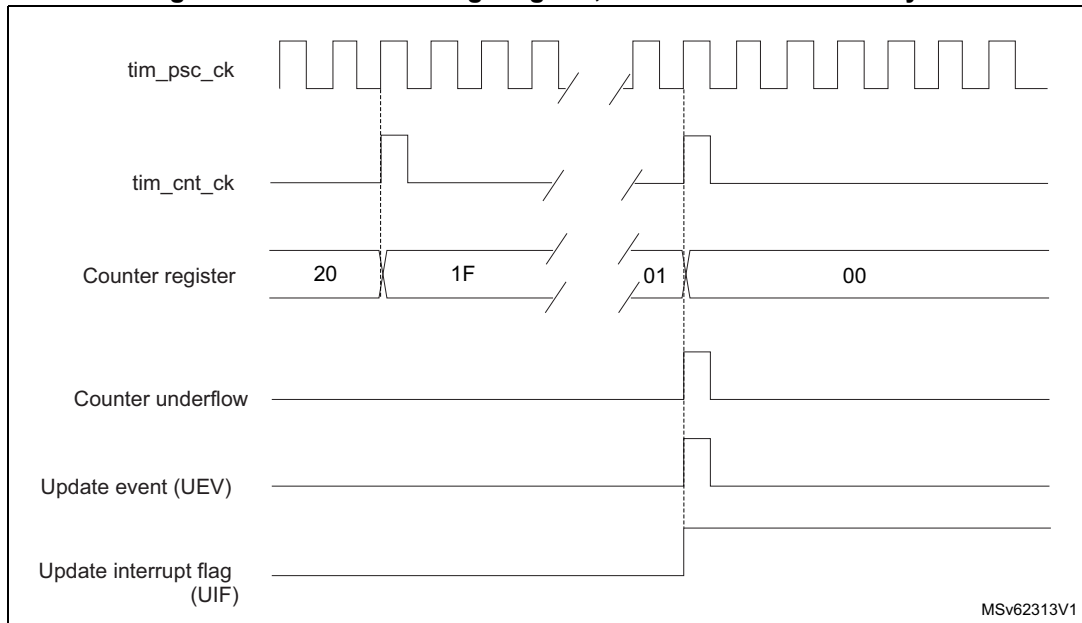 tim_psc_ck
tim_cnt_ck
Counter register
20
1F
01
00
Counter underflow
Update event (UEV)
Update interrupt flag
(UIF)
MSv62313V1